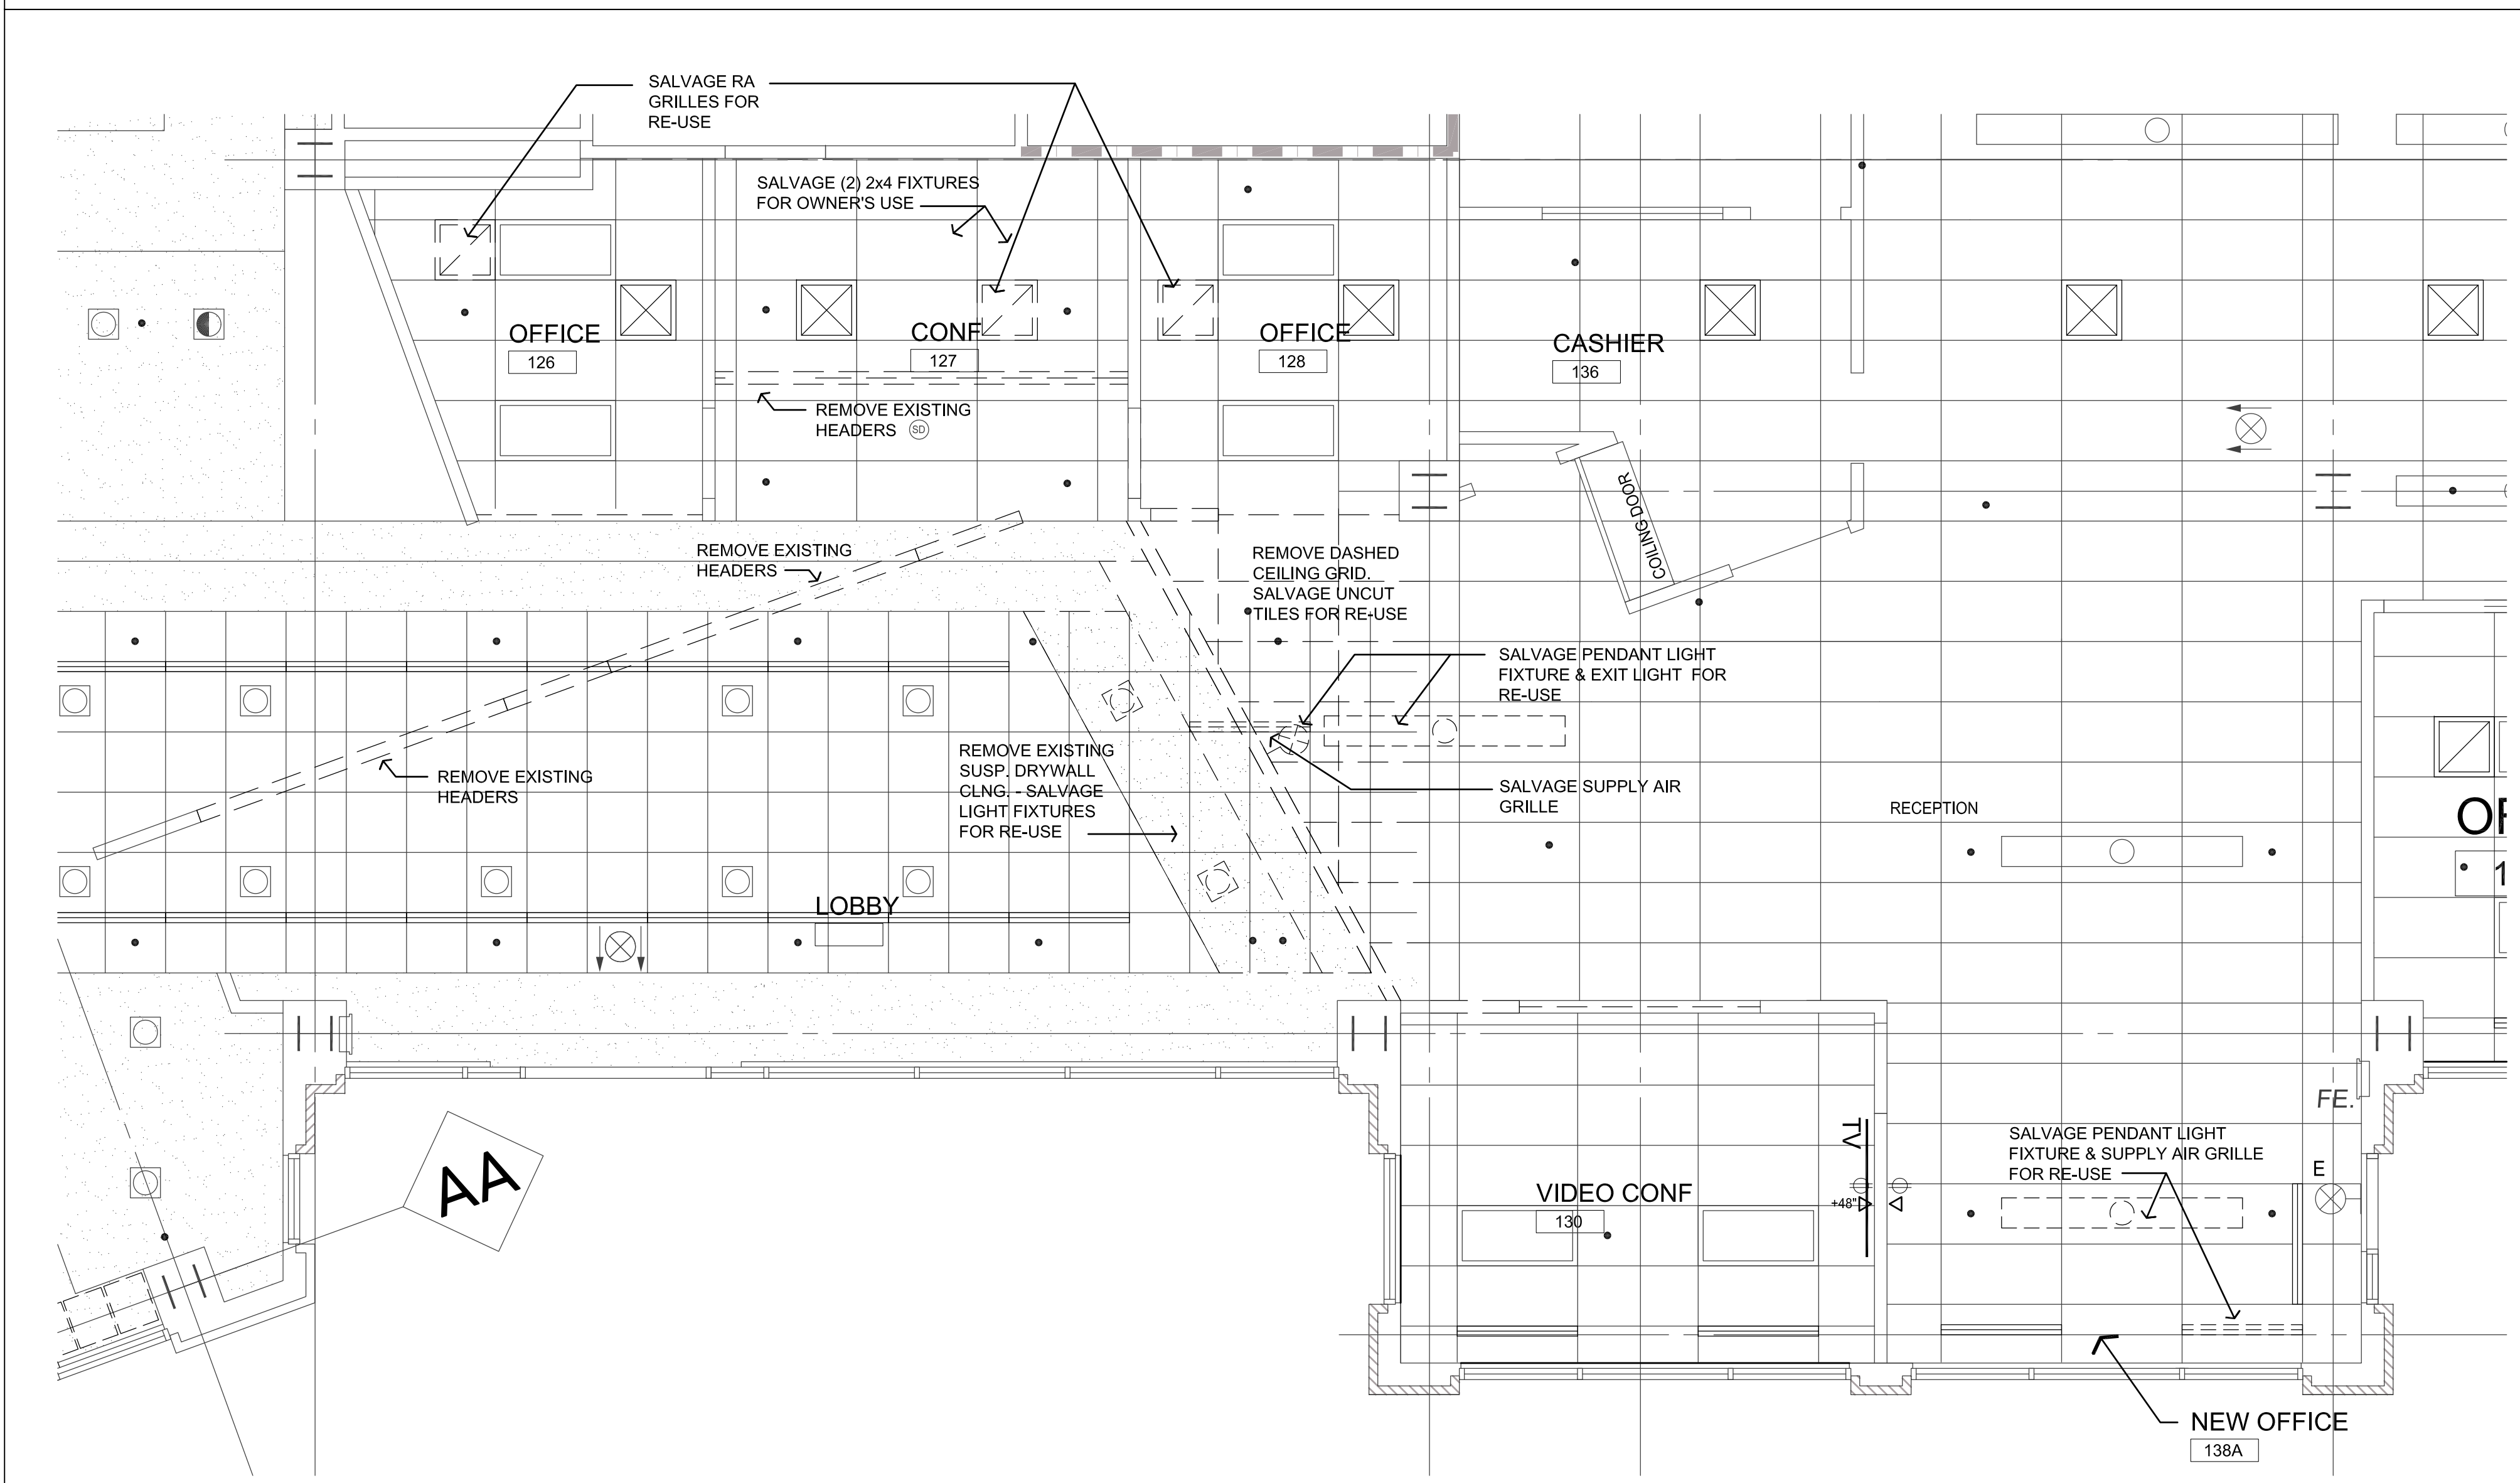 SALVAGE RA
GRILLES FOR
RE-USE
SALVAGE (2) 2x4 FIXTURES
FOR OWNER'S USE
OFFICE
126
CONF
127
OFFICE
128
CASHIER
136
REMOVE EXISTING
HEADERS
SD
COILING DOOR
REMOVE EXISTING
HEADERS
REMOVE DASHED
CEILING GRID.
SALVAGE UNCUT
TILES FOR RE-USE
SALVAGE PENDANT LIGHT
FIXTURE & EXIT LIGHT FOR
RE-USE
REMOVE EXISTING
SUSP. DRYWALL
CLNG. - SALVAGE
LIGHT FIXTURES
FOR RE-USE
REMOVE EXISTING
HEADERS
SALVAGE SUPPLY AIR
GRILLE
RECEPTION
LOBBY
FE.
TV
SALVAGE PENDANT LIGHT
FIXTURE & SUPPLY AIR GRILLE
FOR RE-USE
E
AA
VIDEO CONF
130
+48"
NEW OFFICE
138A